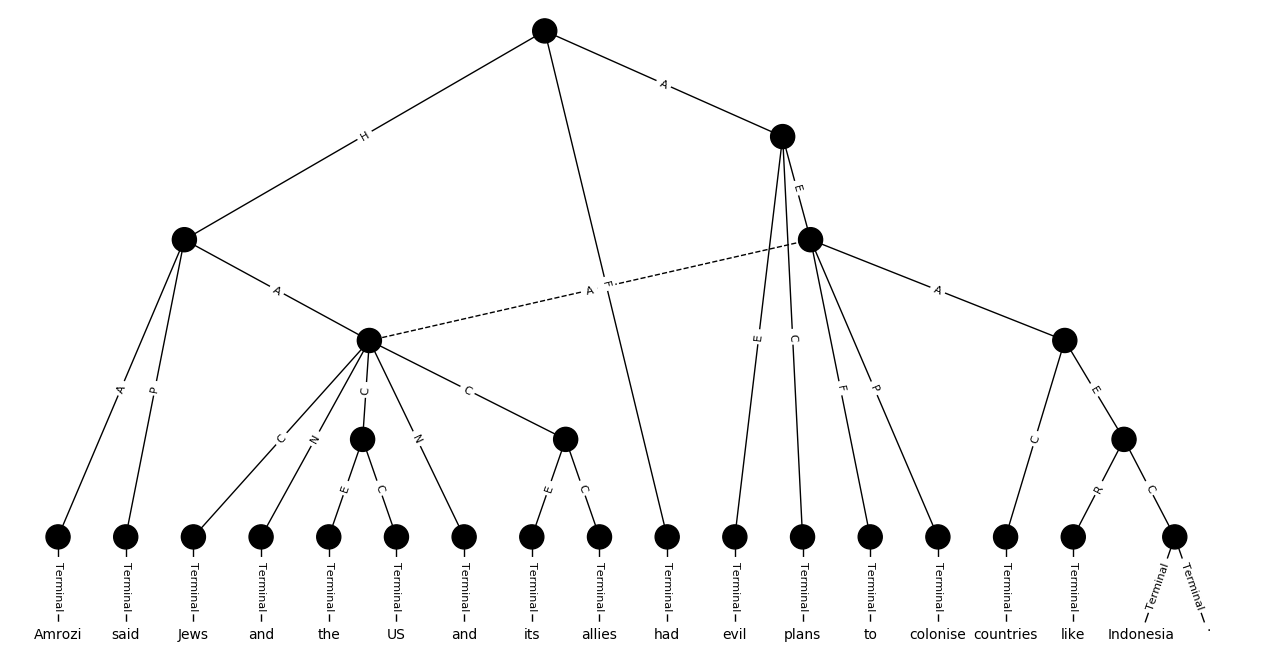 A
H
E
A
F
A
A
E
C
A
P
F
P
E
C
C
C
N
N
C
E
C
E
C
R
C
Terminal Terminal Terminal Terminal Terminal Terminal Terminal Terminal Terminal Terminal Terminal Terminal Terminal Terminal Terminal Terminal Terminal Terminal
Amrozi said Jews and the US and its allies had evil plans to colonise countries like Indonesia .